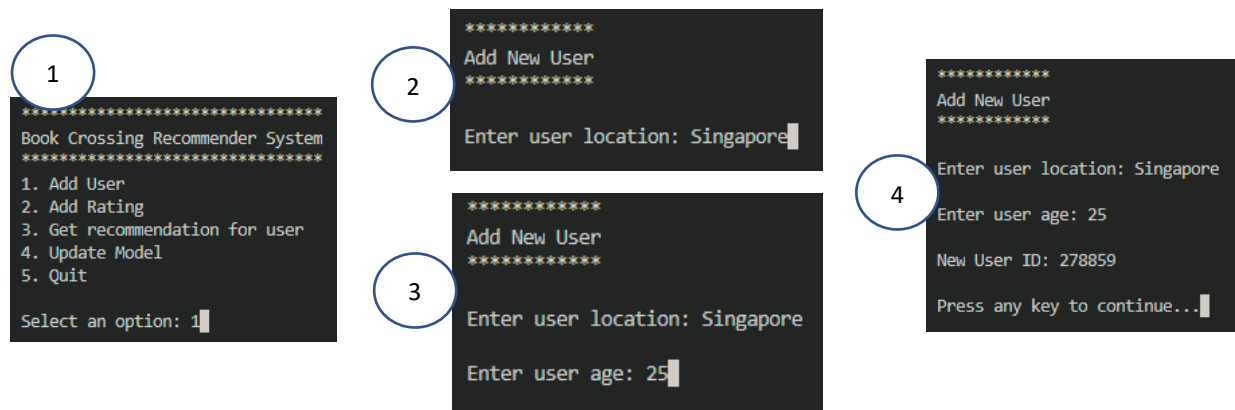 1
********************************
Book Crossing Recommender System
********************************
1. Add User
2. Add Rating
3. Get recommendation for user
4. Update Model
5. Quit
Select an option: 1
2
************
Add New User
************
Enter user location: Singapore
3
************
Add New User
************
Enter user location: Singapore
Enter user age: 25
4
************
Add New User
************
Enter user location: Singapore
Enter user age: 25
New User ID: 278859
Press any key to continue...